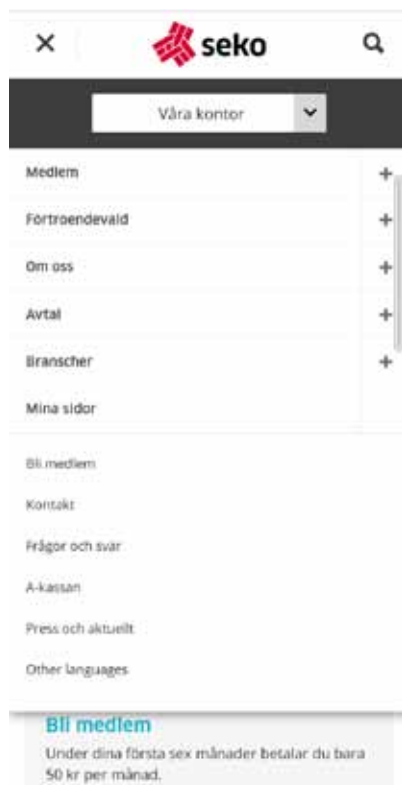 seko
Våra kontor
Medlem
Förtroendevald
Om oss
Avtal
Branscher
Mina sidor
Bli medlem
Kontakt
Frågor och svar
A-kassan
Press och aktuellt
Other languages
Bli medlem
Under dina första sex månader betalar du bara
50 kr per månad.